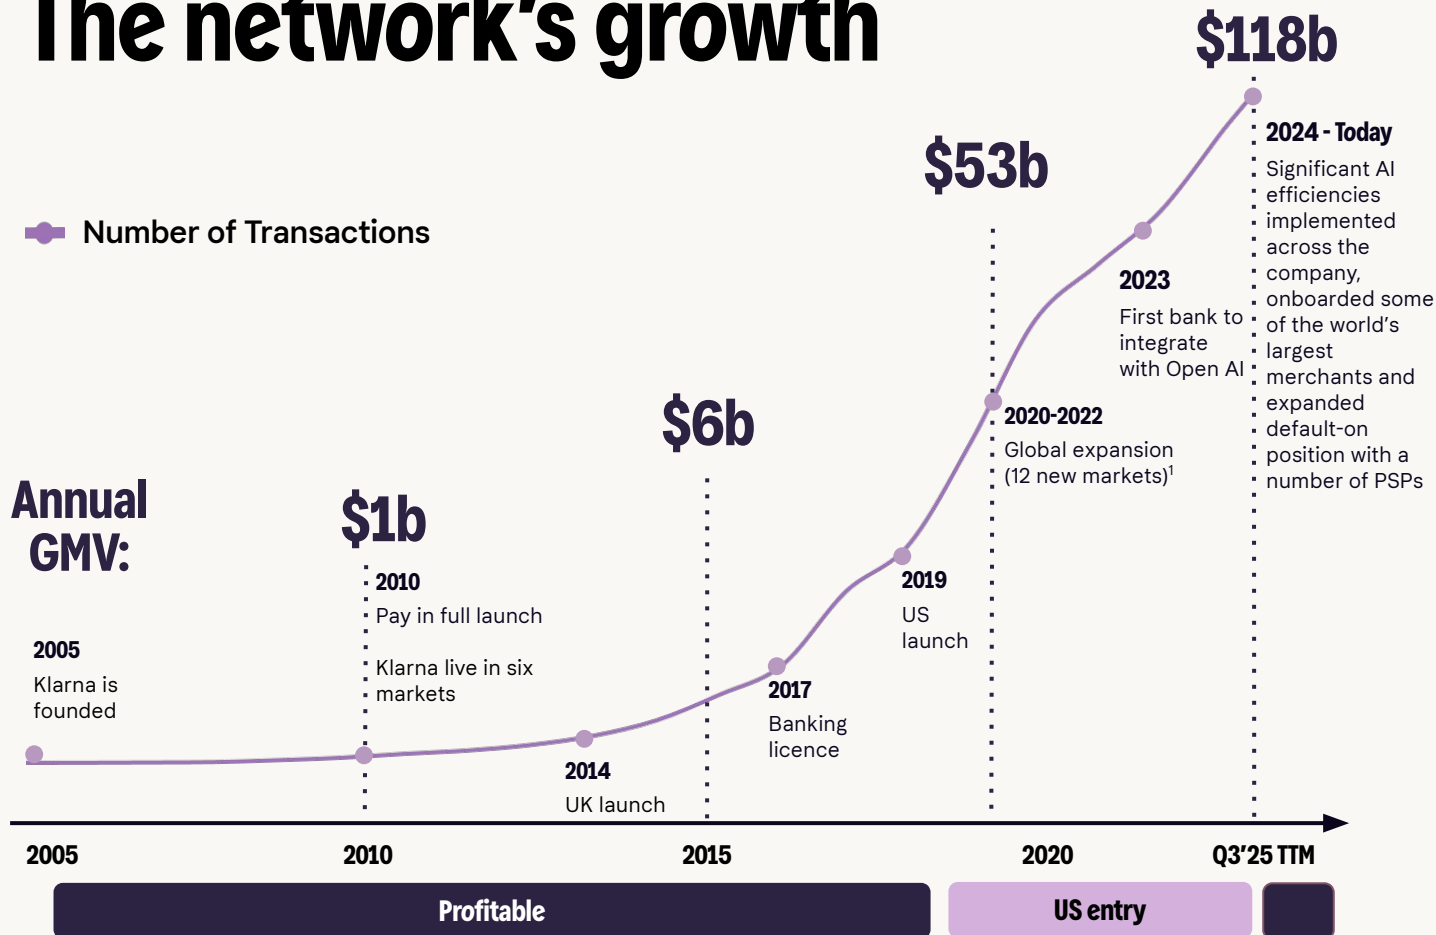 The network's growth
$118b
2024 - Today
Significant AI
efficiencies
implemented
across the
company,
onboarded some
of the world's
largest
merchants and
expanded
default-on
position with a
number of PSPs
$53b
Number of Transactions
2023
First bank to
integrate
with Open AI
$6b
2020-2022
Global expansion
(12 new markets)¹
Annual
GMV:
$1b
2010
Pay in full launch
Klarna live in six
markets
2019
US
launch
2005
Klarna is
founded
2017
Banking
licence
2014
UK launch
2005
2010
2015
2020
Q3'25 TTM
Profitable
US entry